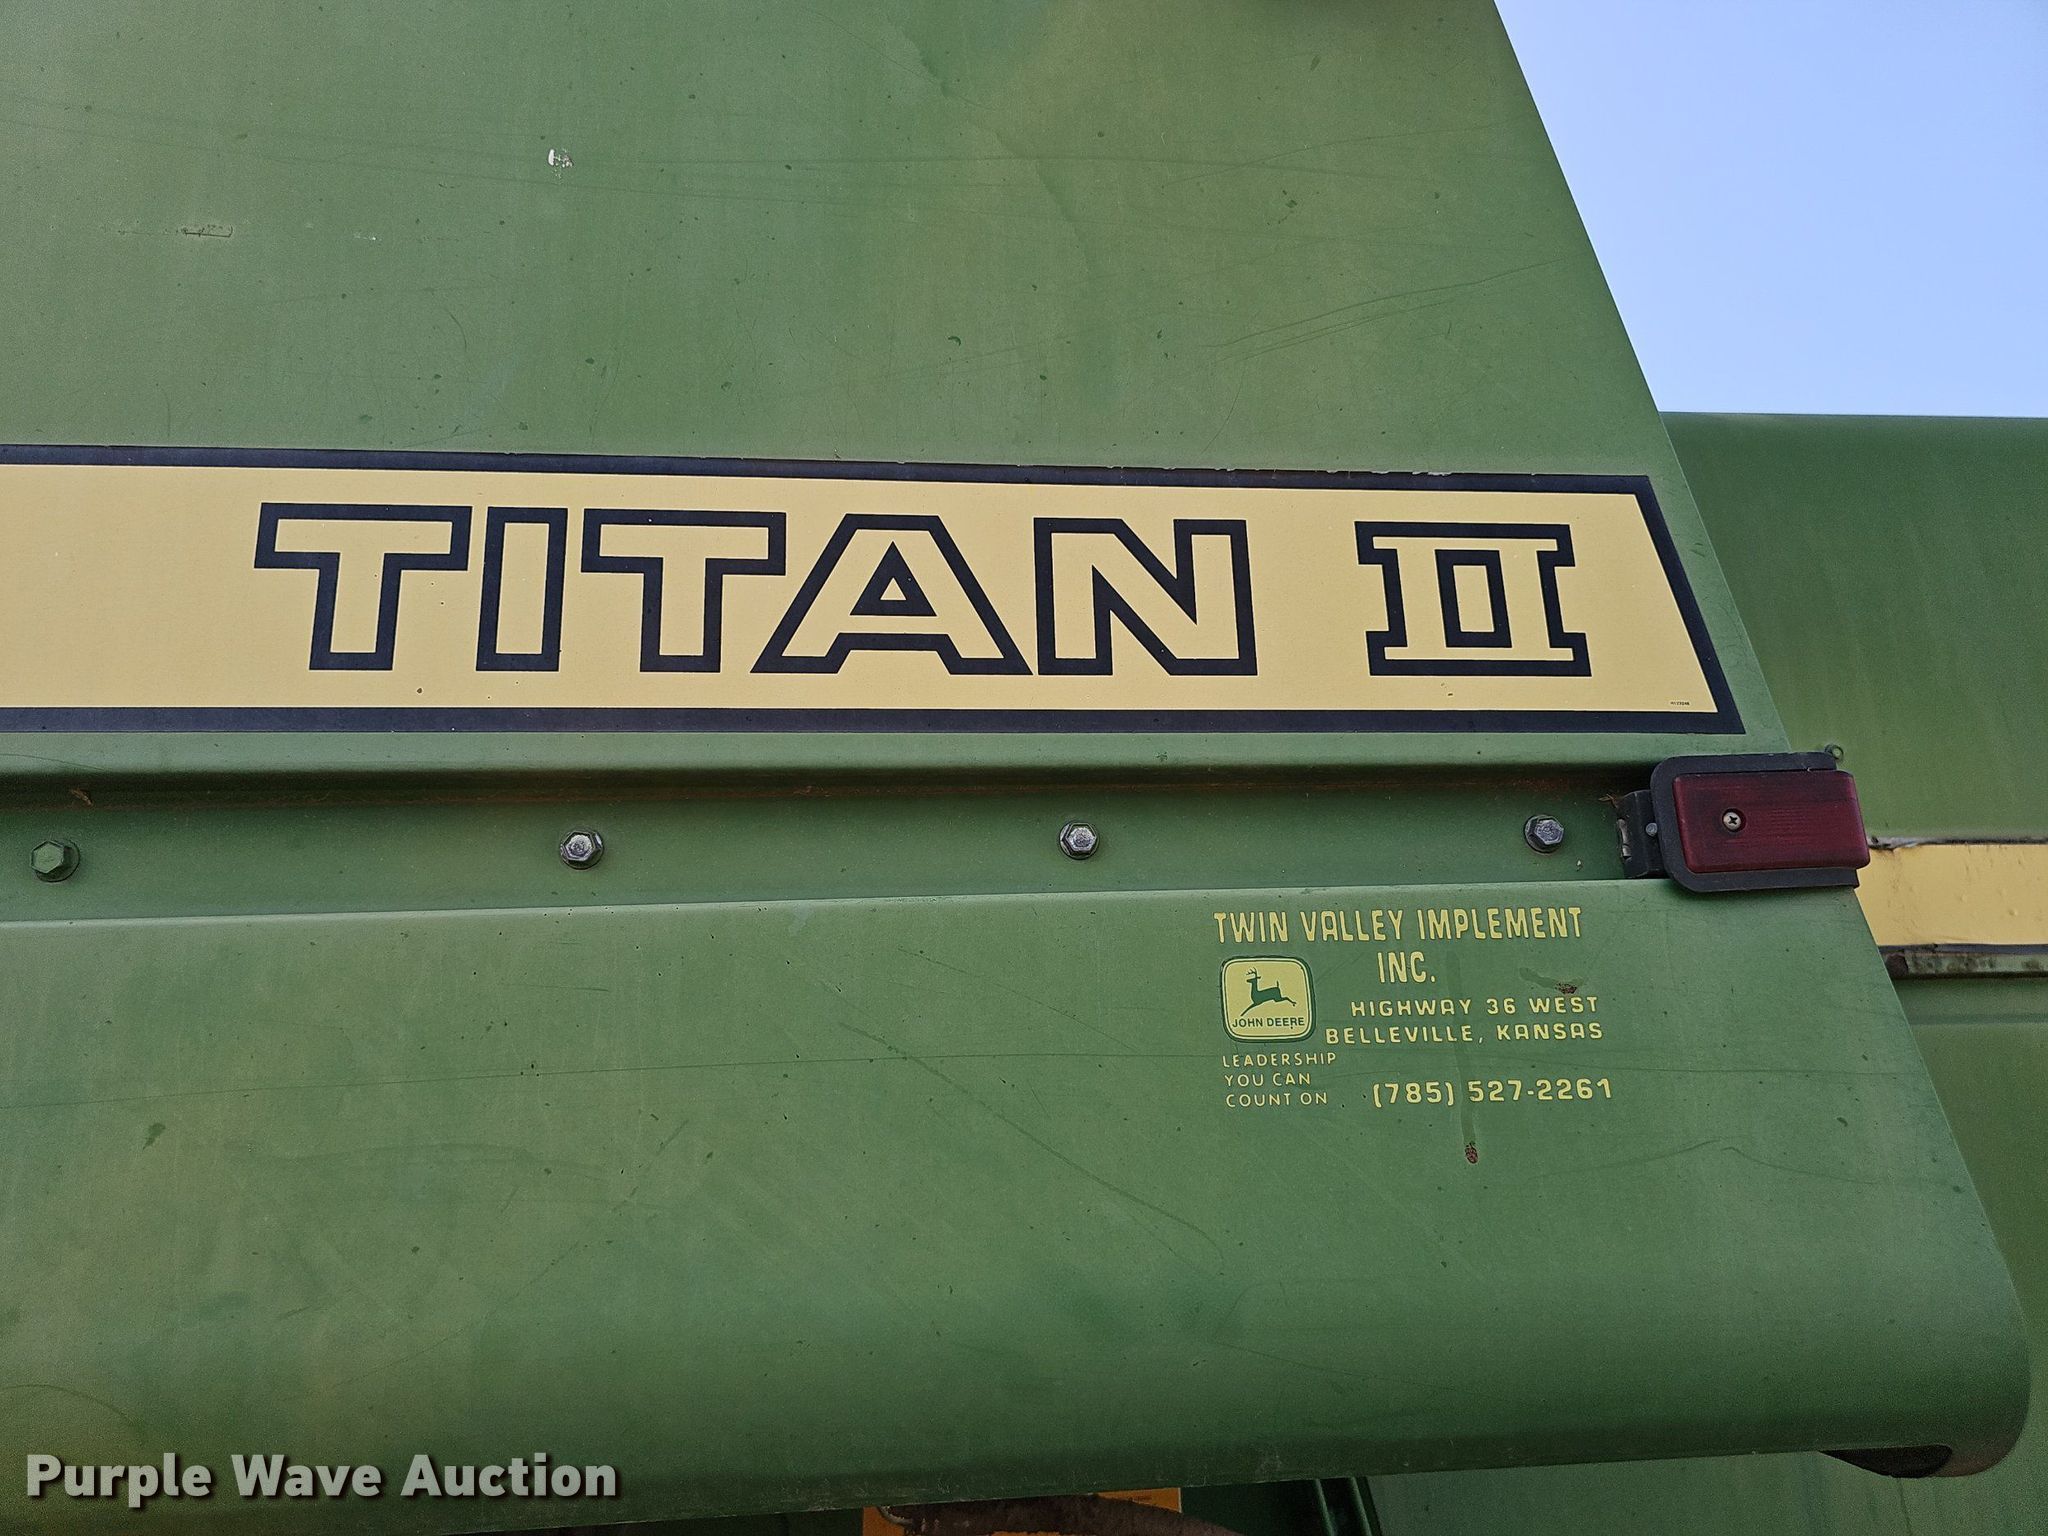 TITAN II
TWIN VALLEY IMPLEMENT
INC.
JOHN DEERE
HIGHWAY 36 WEST
BELLEVILLE, KANSAS
LEADERSHIP
YOU CAN
COUNT ON
(785) 527-2261
Purple Wave Auction